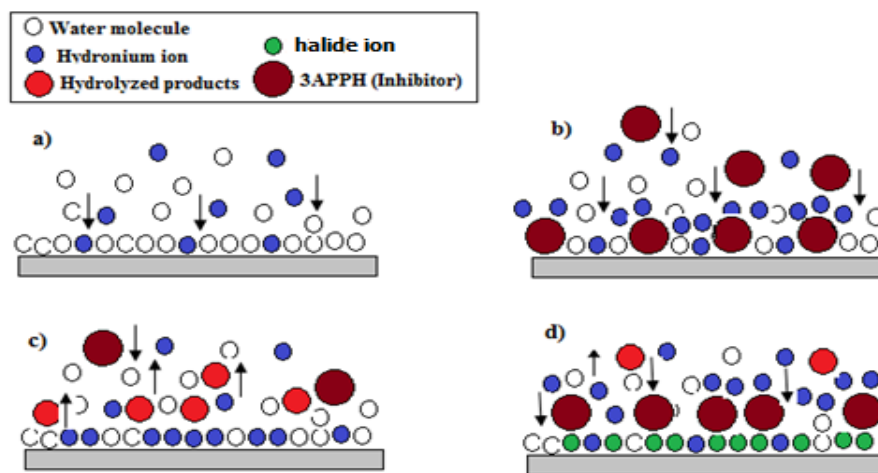 Water molecule
halide ion
Hydronium ion
Hydrolyzed products
3APPH (Inhibitor)
a)
b)
c)
d)